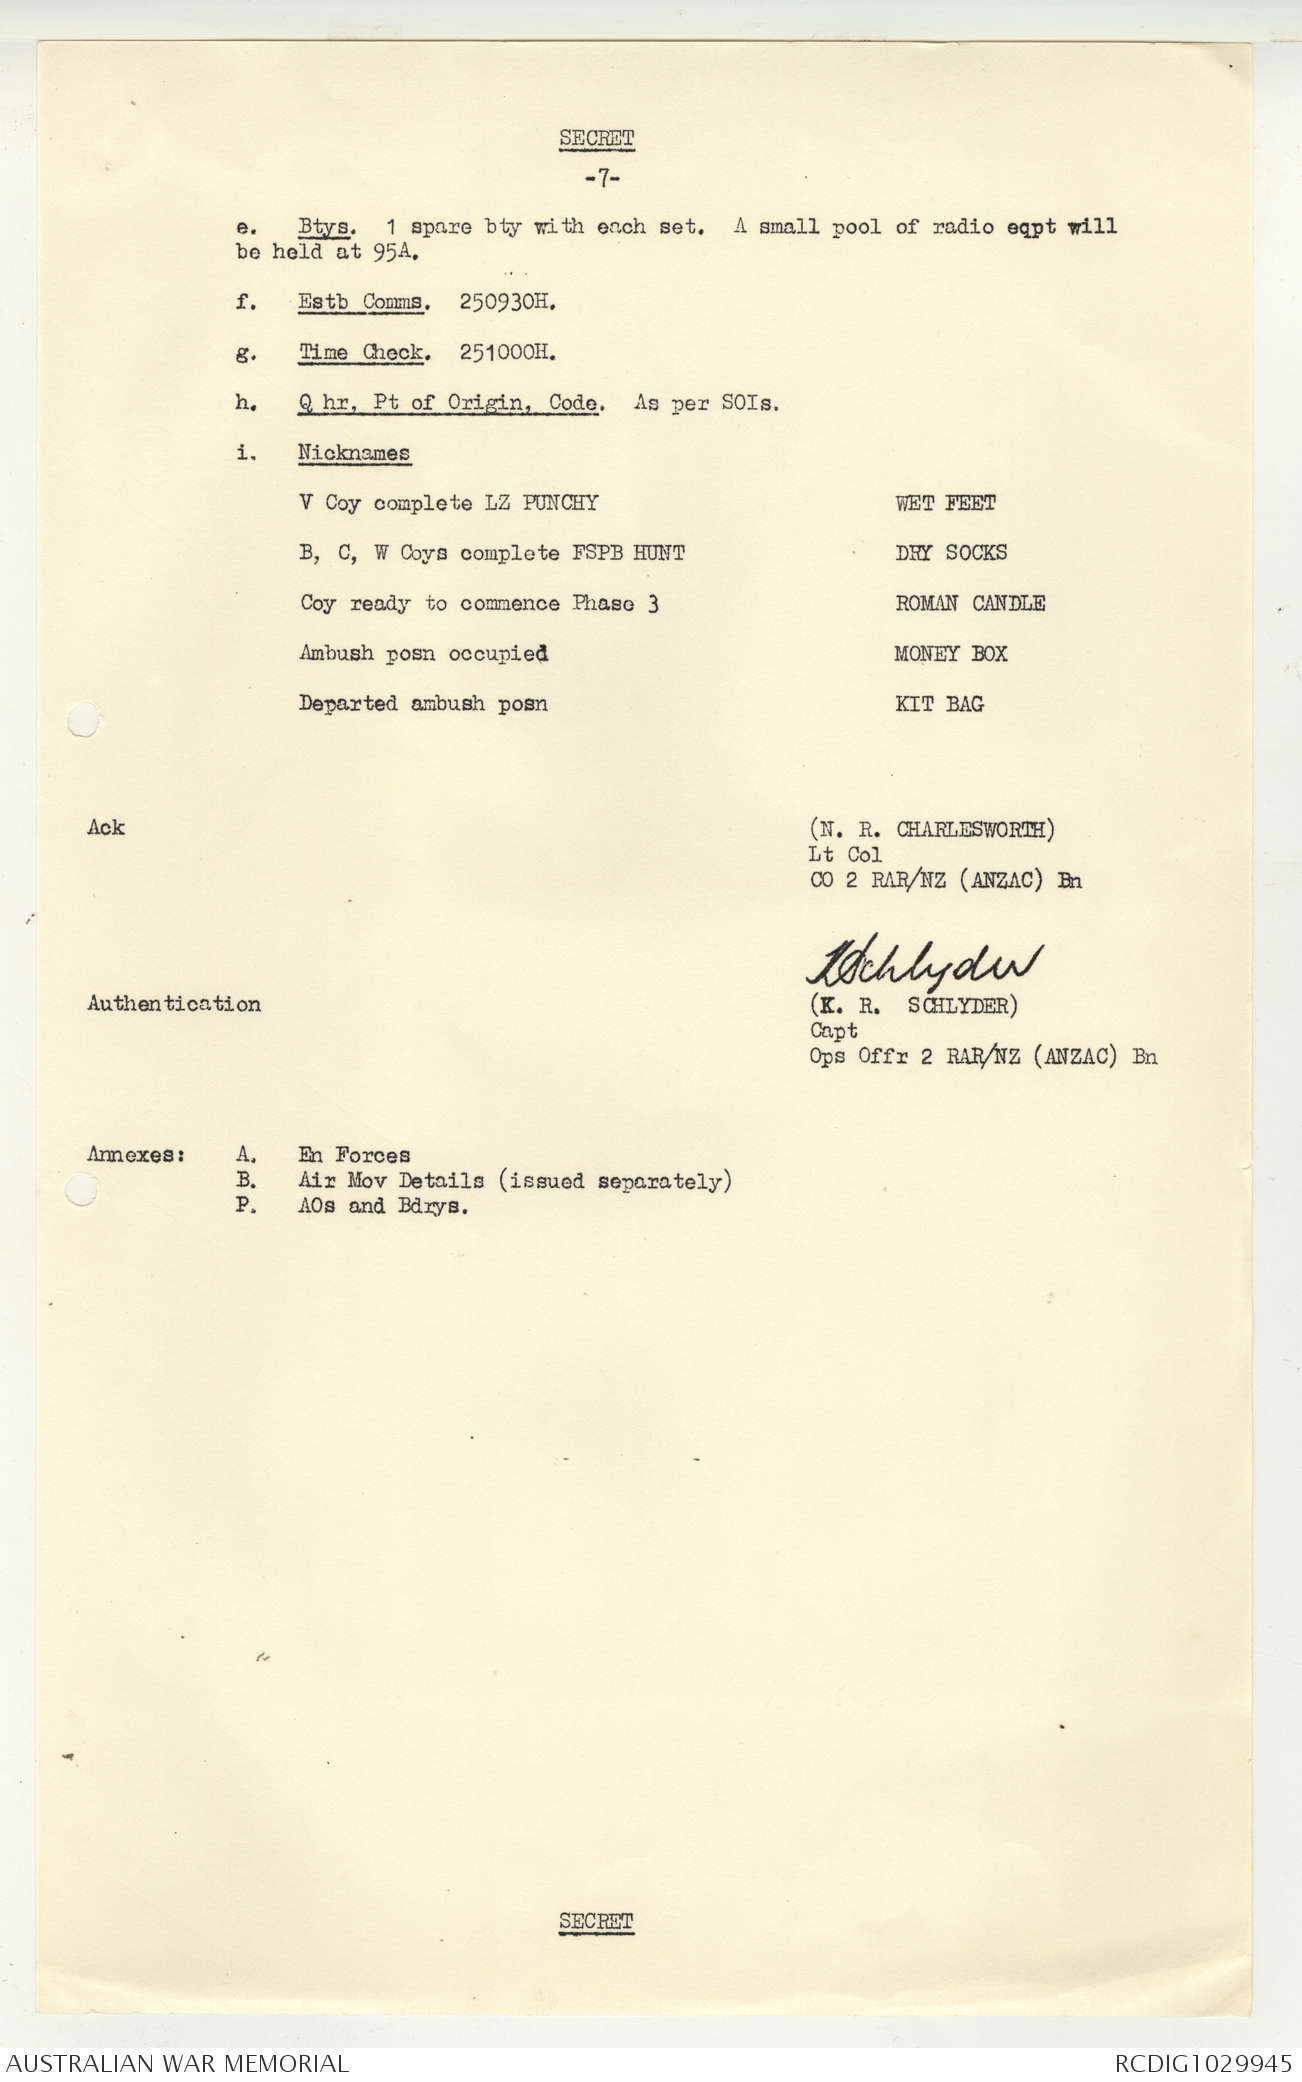 SECRET
-7-
e. Btys. 1 spare bty with each set. A small pool of radio eqpt will
be held at 95A.
f. Estb Comms. 250930H.
g. Time Check. 251000H.
h. Q hr, Pt of Origin, Code. As per SOIs.
i. Nicknames
V Coy complete LZ PUNCHY WET FEET
B, C, W Coys complete FSPB HUNT DRY SOCKS
Coy ready to commence Phase 3 ROMAN CANDLE
Ambush posn occupied MONEY BOX
Departed ambush posn KIT BAG
Ack (N. R. CHARLESWORTH)
Lt Col
CO 2 RAR/NZ (ANZAC) Bn
KSchlyder
Authentication (K. R. SCHLYDER)
Capt
Ops Offr 2 RAR/NZ (ANZAC) Bn
Annexes: A. En Forces
B. Air Mov Details (issued separately)
P. AOs and Bdrys.
SECRET
AUSTRALIAN WAR MEMORIAL RCDIG1029945